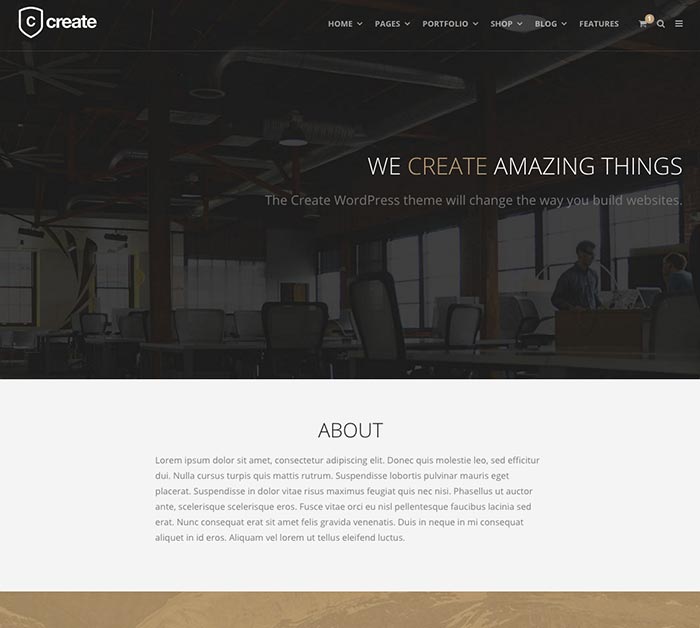 C create
HOME PAGES PORTFOLIO SHOP BLOG FEATURES 1
WE CREATE AMAZING THINGS
The Create WordPress theme will change the way you build websites.
ABOUT
Lorem ipsum dolor sit amet, consectetur adipiscing elit. Donec quis molestie leo, sed efficitur
dui. Nulla cursus turpis quis mattis rutrum. Suspendisse lobortis pulvinar mauris eget
placerat. Suspendisse in dolor vitae risus maximus feugiat quis nec nisi. Phasellus ut auctor
ante, scelerisque scelerisque eros. Fusce vitae orci eu nisl pellentesque faucibus lacinia sed
erat. Nunc consequat erat sit amet felis gravida venenatis. Duis in neque in mi consequat
aliquet in id eros. Aliquam vel lorem ut tellus eleifend luctus.